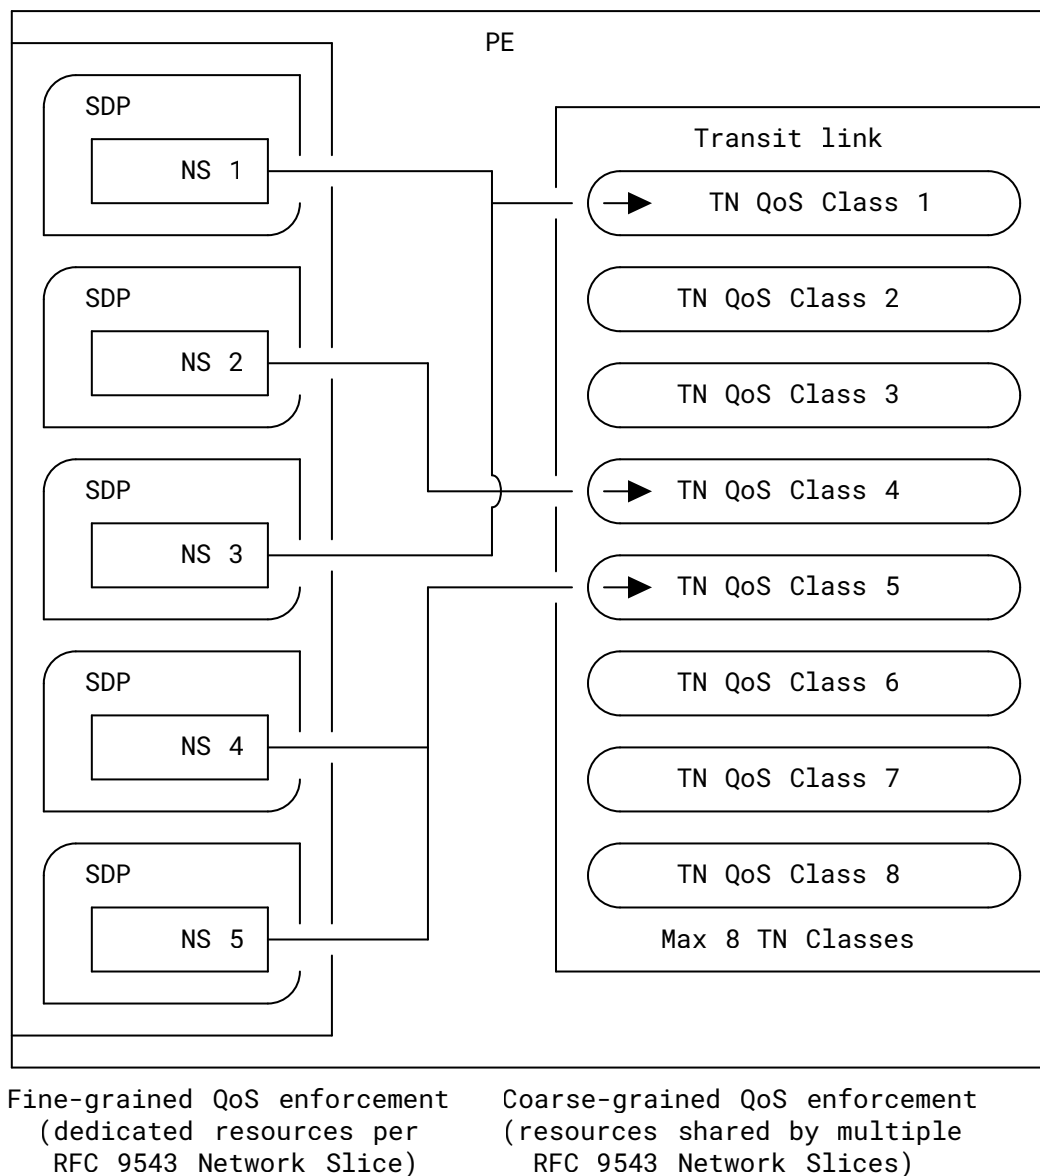 PE
SDP
NS 1
SDP
NS 2
SDP
NS 3
SDP
NS 4
SDP
NS 5
Transit link
TN QoS Class 1
TN QoS Class 2
TN QoS Class 3
TN QoS Class 4
TN QoS Class 5
TN QoS Class 6
TN QoS Class 7
TN QoS Class 8
Max 8 TN Classes
Fine-grained QoS enforcement
(dedicated resources per
RFC 9543 Network Slice)
Coarse-grained QoS enforcement
(resources shared by multiple
RFC 9543 Network Slices)